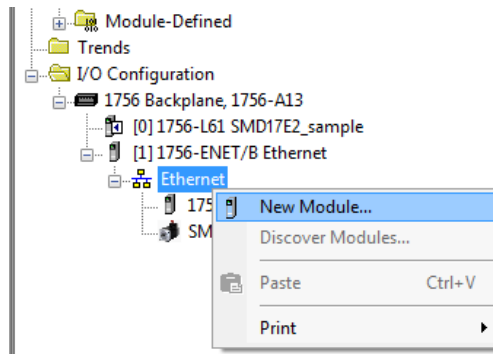 Module-Defined
Trends
I/O Configuration
1756 Backplane, 1756-A13
[0] 1756-L61 SMD17E2_sample
[1] 1756-ENET/B Ethernet
Ethernet
175
New Module...
SM
Discover Modules...
Paste Ctrl+V
Print